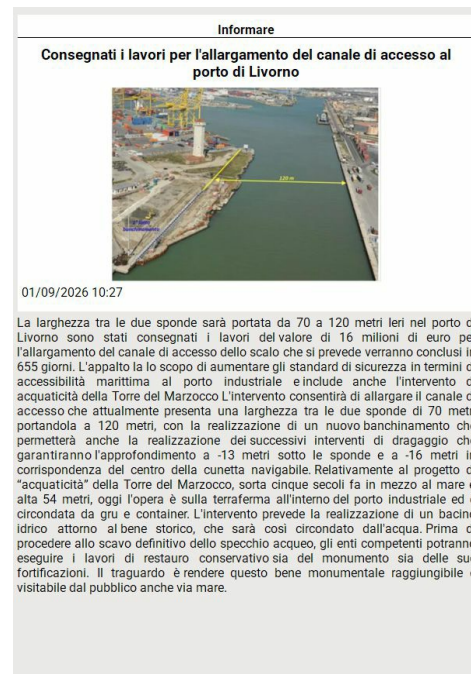 Informare
Consegnati i lavori per l'allargamento del canale di accesso al
porto di Livorno
120 m
01/09/2026 10:27
La larghezza tra le due sponde sarà portata da 70 a 120 metri Ieri nel porto d
Livorno sono stati consegnati i lavori del valore di 16 milioni di euro pe
l'allargamento del canale di accesso dello scalo che si prevede verranno conclusi i
655 giorni. L'appalto la lo scopo di aumentare gli standard di sicurezza in termini d
accessibilità marittima al porto industriale e include anche l'intervento d
acquaticità della Torre del Marzocco L'intervento consentirà di allargare il canale d
accesso che attualmente presenta una larghezza tra le due sponde di 70 metr
portandola a 120 metri, con la realizzazione di un nuovo banchinamento che
permetterà anche la realizzazione dei successivi interventi di dragaggio che
garantiranno l'approfondimento a -13 metri sotto le sponde e a -16 metri i
corrispondenza del centro della cunetta navigabile. Relativamente al progetto d
“acquaticità” della Torre del Marzocco, sorta cinque secoli fa in mezzo al mare e
alta 54 metri, oggi l'opera è sulla terraferma all'interno del porto industriale ed
circondata da gru e container. L'intervento prevede la realizzazione di un bacin
idrico attorno al bene storico, che sarà così circondato dall'acqua. Prima d
procedere allo scavo definitivo dello specchio acqueo, gli enti competenti potrann
eseguire i lavori di restauro conservativo sia del monumento sia delle su
fortificazioni. Il traguardo è rendere questo bene monumentale raggiungibile e
visitabile dal pubblico anche via mare.